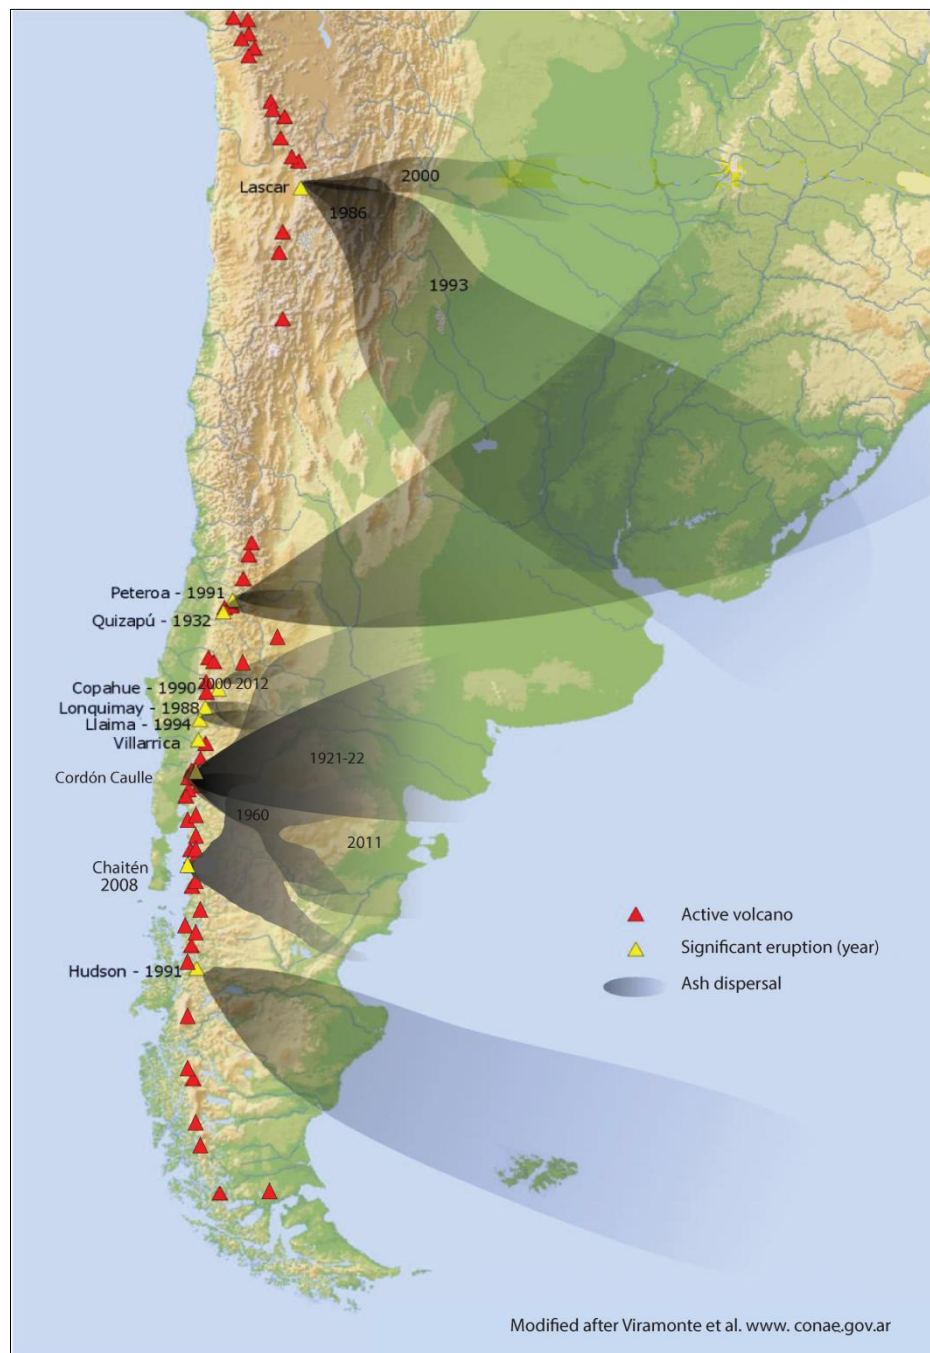 2000
Lascar
1986
1993
Peteroa - 1991
Quizapú - 1932
Copahue - 1990
2000 2012
Lonquimay - 1988
Llaima - 1994
Villarrica
1921-22
Cordón Caulle
1960
2011
Chaitén
2008
Active volcano
Significant eruption (year)
Hudson - 1991
Ash dispersal
Modified after Viramonte et al. www. conae.gov.ar